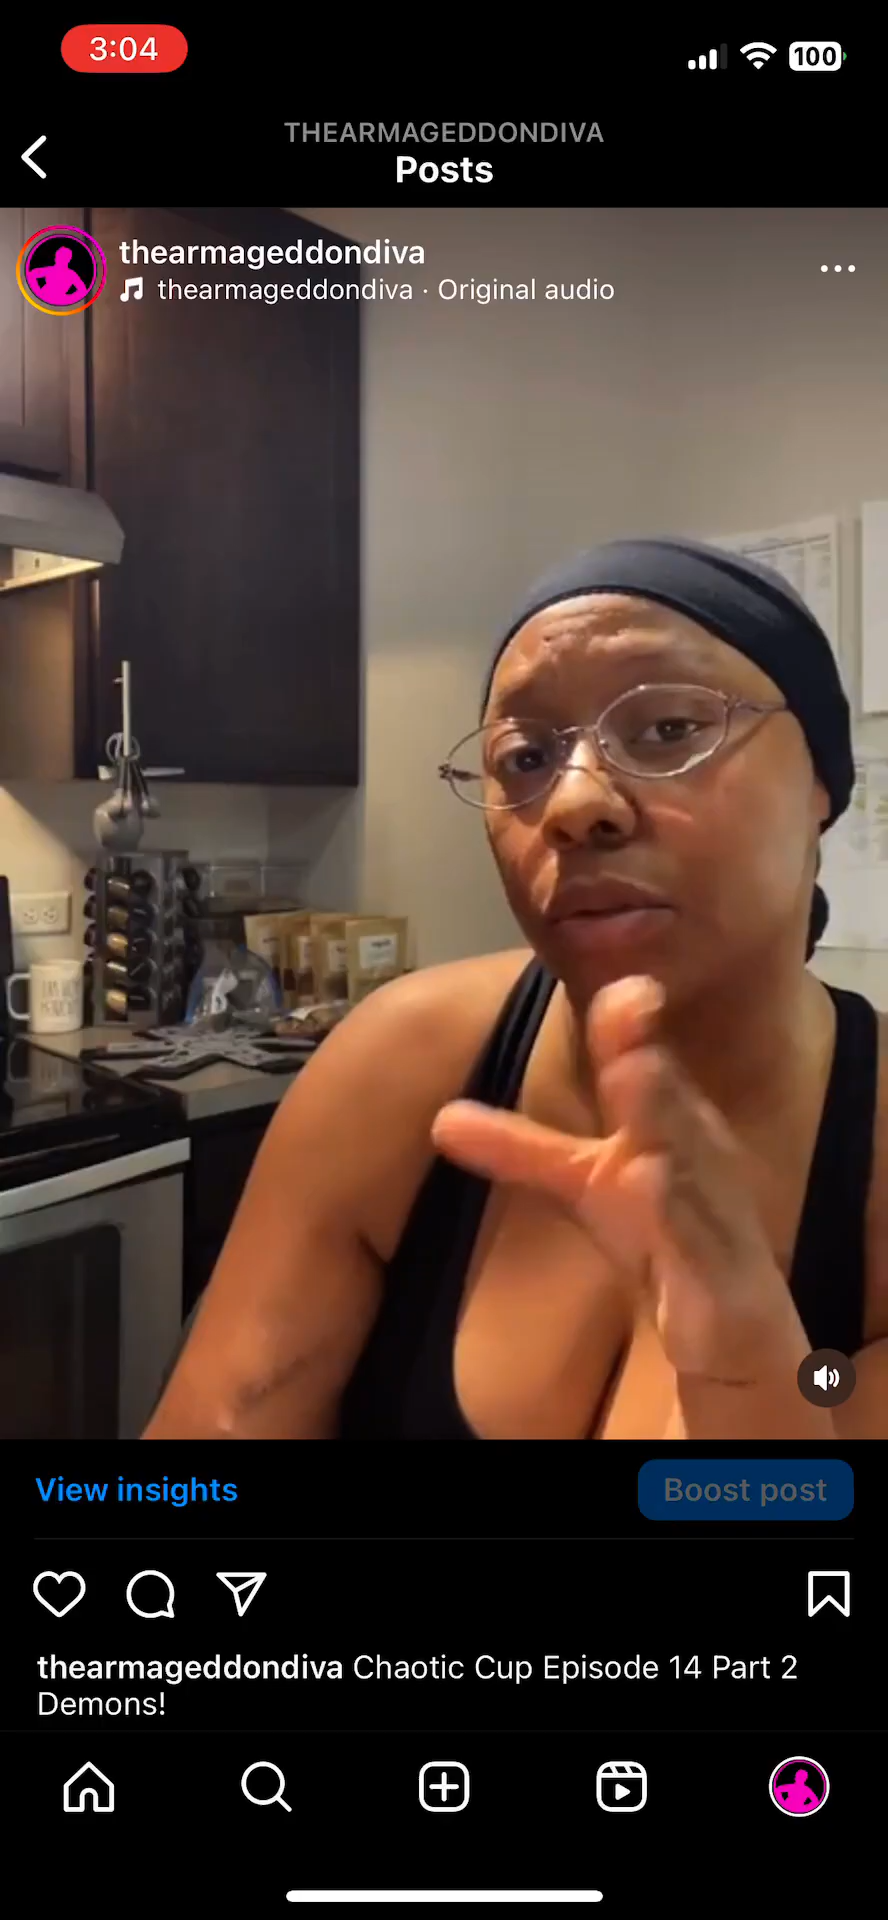 3:04
100
THEARMAGEDDONDIVA
Posts
thearmageddondiva
thearmageddondiva · Original audio
View insights
Boost post
thearmageddondiva Chaotic Cup Episode 14 Part 2
Demons!